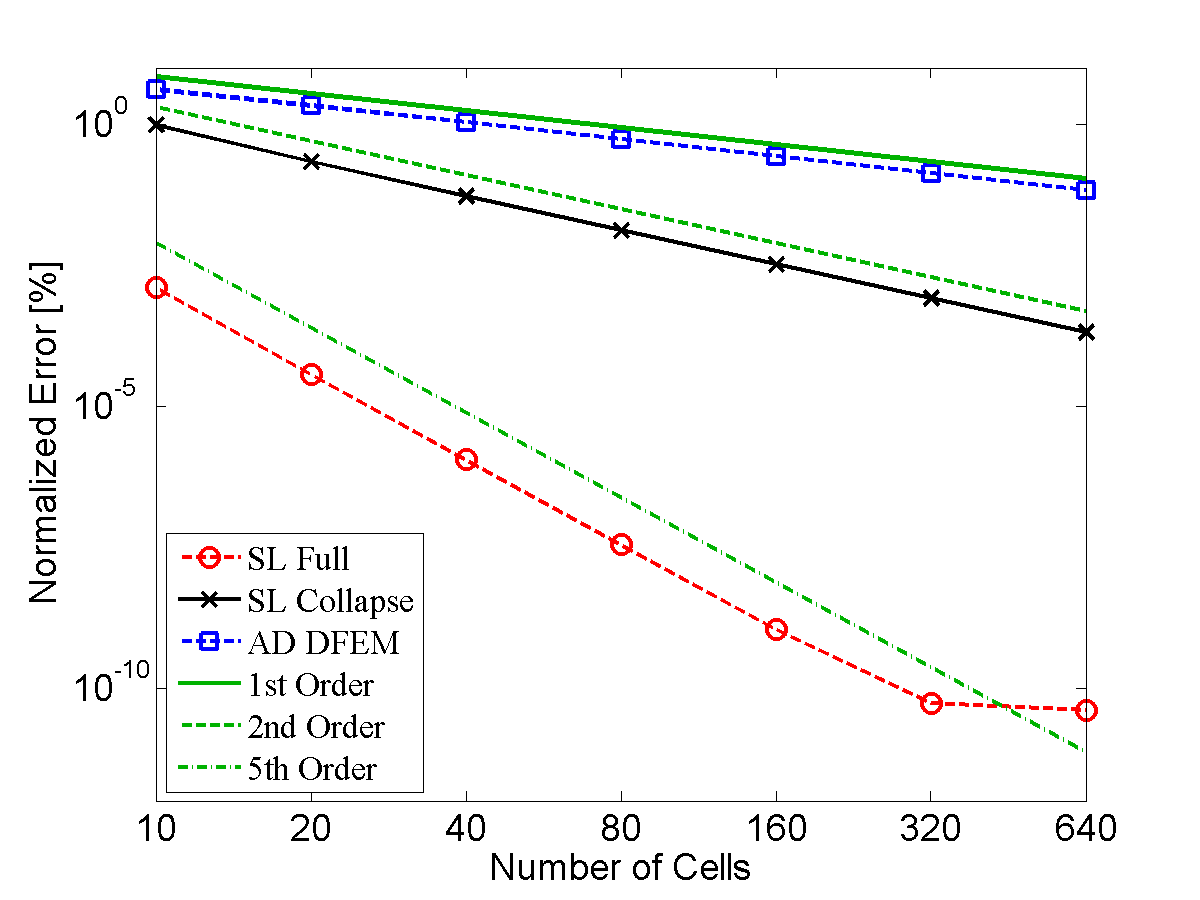 10^0
10^-5
10^-10
Normalized Error [%]
SL Full
SL Collapse
AD DFEM
1st Order
2nd Order
5th Order
10 20 40 80 160 320 640
Number of Cells